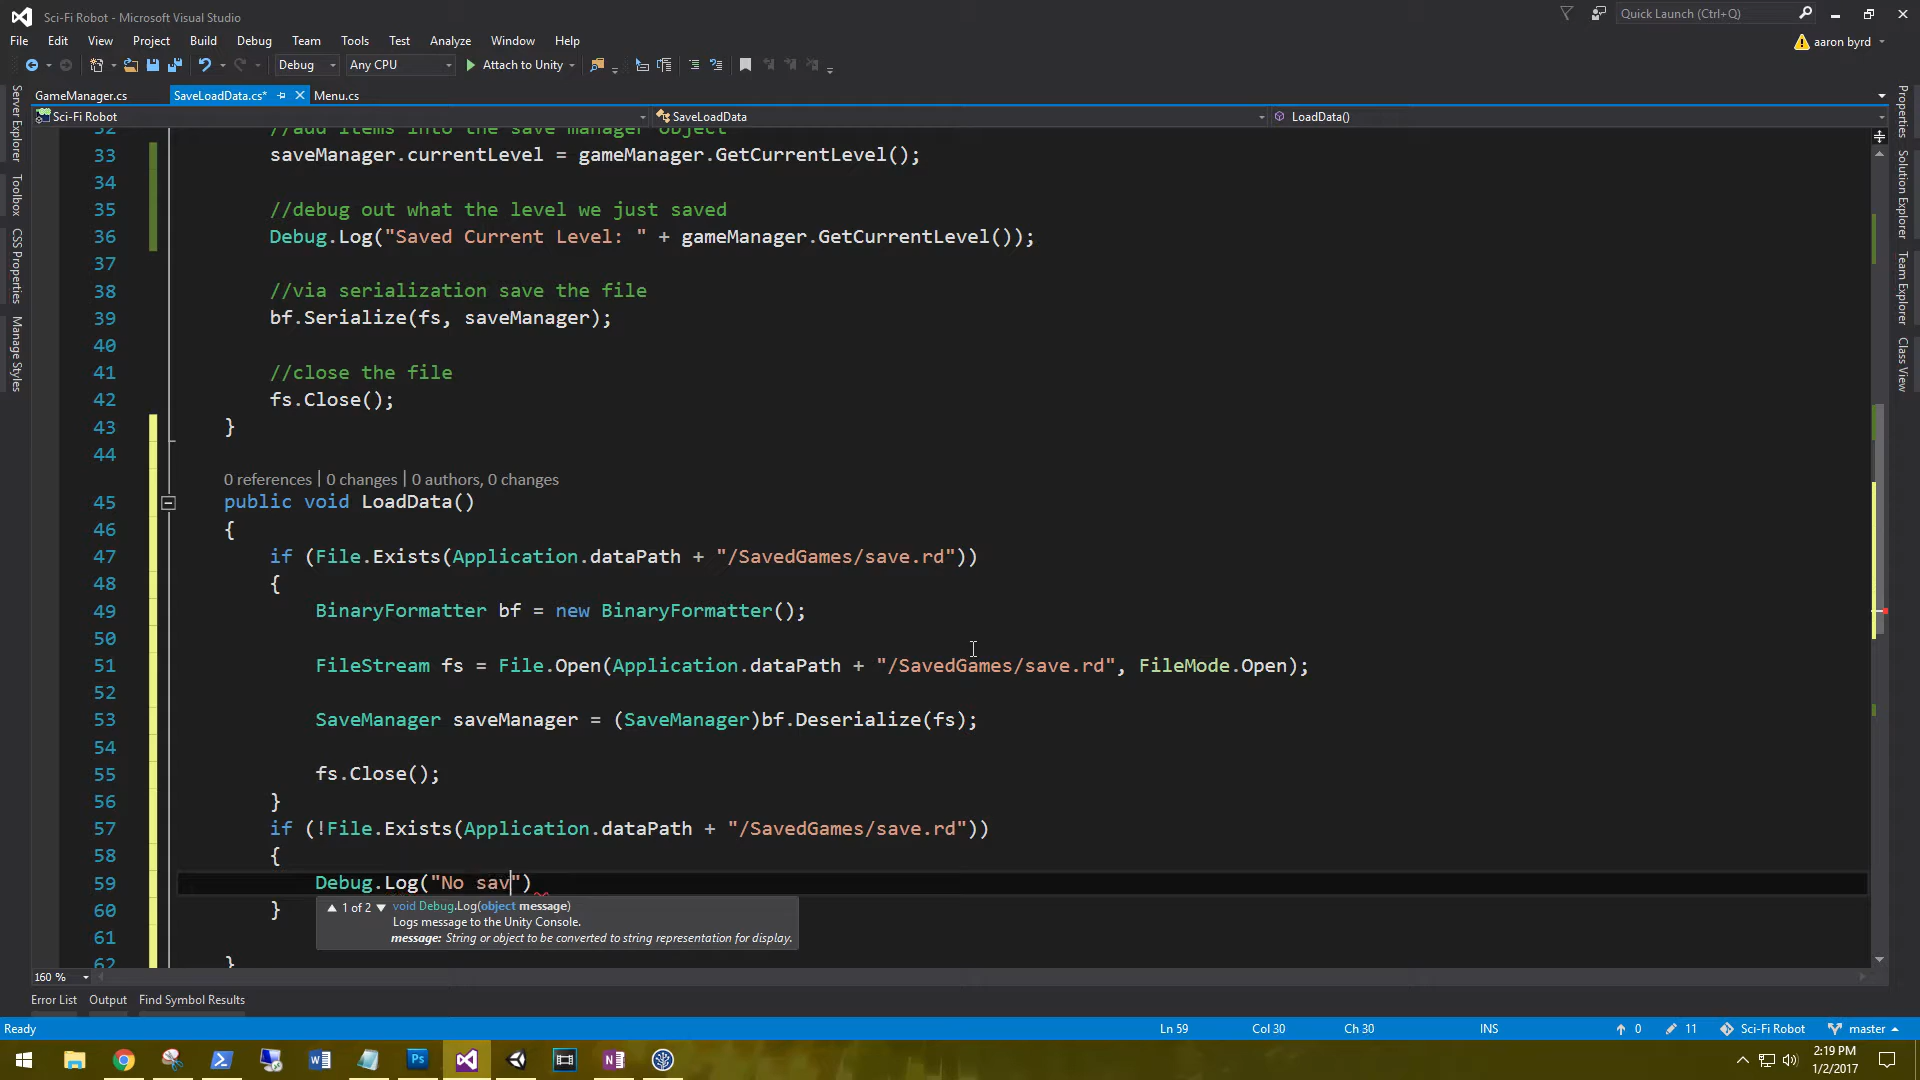 Sci-Fi Robot - Microsoft Visual Studio
Quick Launch (Ctrl+Q)
File Edit View Project Build Debug Team Tools Test Analyze Window Help
aaron byrd
Debug Any CPU Attach to Unity
GameManager.cs SaveLoadData.cs* Menu.cs
Sci-Fi Robot SaveLoadData LoadData()
Server Explorer
Toolbox
CSS Properties
Manage Styles
Properties
Solution Explorer
Team Explorer
Class View
32 //add items into the save manager object
33 saveManager.currentLevel = gameManager.GetCurrentLevel();
34
35 //debug out what the level we just saved
36 Debug.Log("Saved Current Level: " + gameManager.GetCurrentLevel());
37
38 //via serialization save the file
39 bf.Serialize(fs, saveManager);
40
41 //close the file
42 fs.Close();
43 }
44
0 references | 0 changes | 0 authors, 0 changes
45 public void LoadData()
46 {
47 if (File.Exists(Application.dataPath + "/SavedGames/save.rd"))
48 {
49 BinaryFormatter bf = new BinaryFormatter();
50
51 FileStream fs = File.Open(Application.dataPath + "/SavedGames/save.rd", FileMode.Open);
52
53 SaveManager saveManager = (SaveManager)bf.Deserialize(fs);
54
55 fs.Close();
56 }
57 if (!File.Exists(Application.dataPath + "/SavedGames/save.rd"))
58 {
59 Debug.Log("No sav")
60 }
1 of 2 void Debug.Log(object message)
Logs message to the Unity Console.
message: String or object to be converted to string representation for display.
61
62 }
160 %
Error List Output Find Symbol Results
Ready Ln 59 Col 30 Ch 30 INS 0 11 Sci-Fi Robot master
2:19 PM
1/2/2017